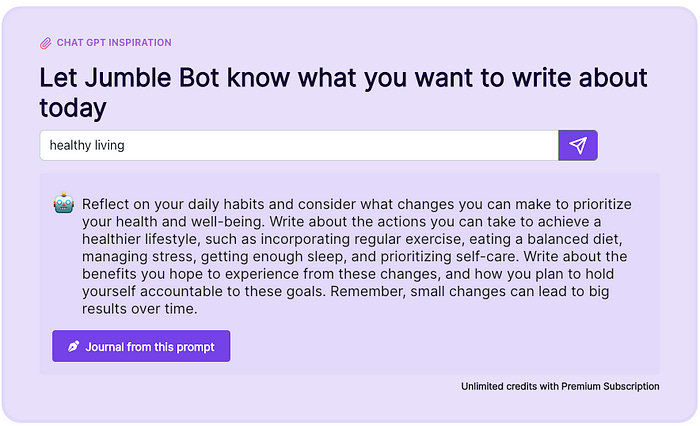 CHAT GPT INSPIRATION
Let Jumble Bot know what you want to write about
today
healthy living
Reflect on your daily habits and consider what changes you can make to prioritize
your health and well-being. Write about the actions you can take to achieve a
healthier lifestyle, such as incorporating regular exercise, eating a balanced diet,
managing stress, getting enough sleep, and prioritizing self-care. Write about the
benefits you hope to experience from these changes, and how you plan to hold
yourself accountable to these goals. Remember, small changes can lead to big
results over time.
Journal from this prompt
Unlimited credits with Premium Subscription